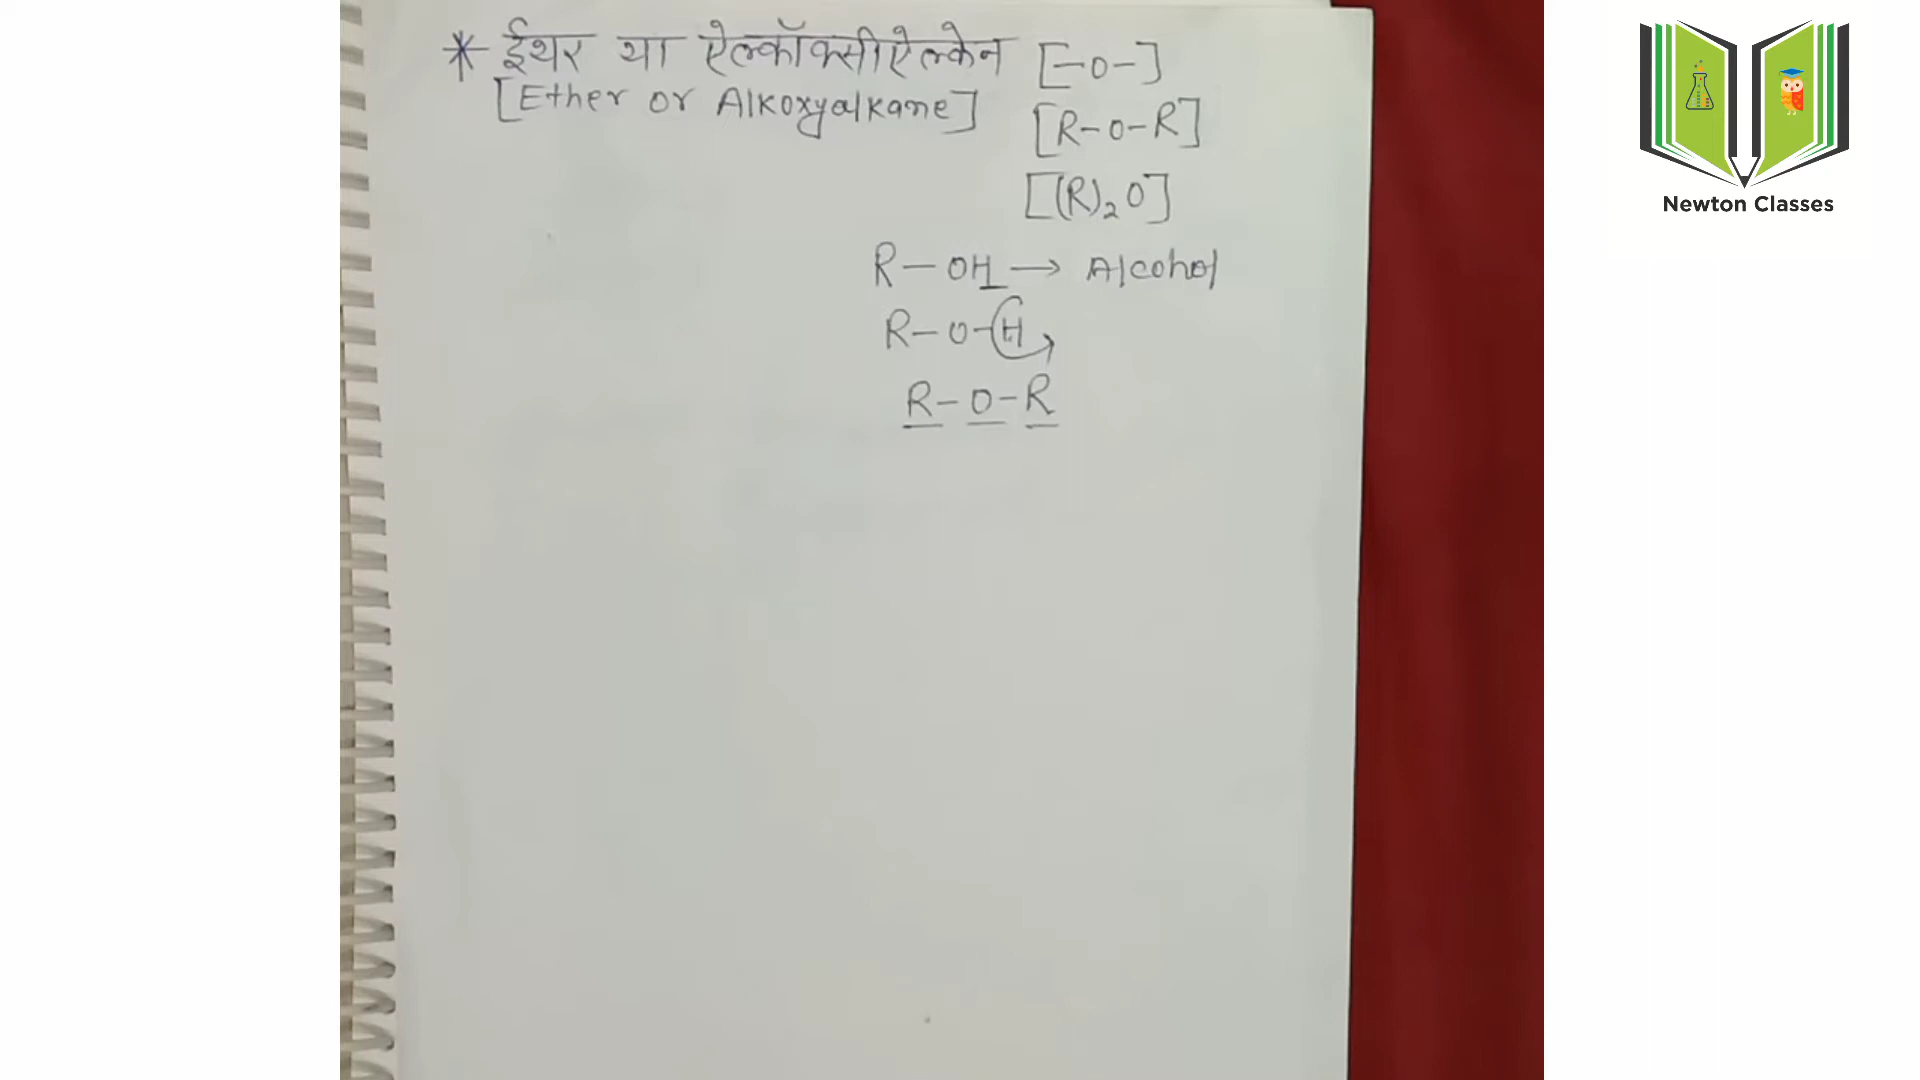 * ईथर या ऐल्कॉक्सीऐल्केन [-O-]
[Ether or Alkoxyalkane]
[R-O-R]
[(R)₂O]
R-OH → Alcohol
R-O-H
R-O-R
Newton Classes